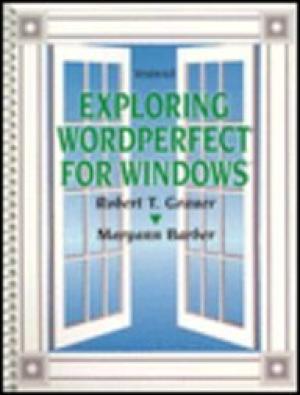 EXPLORING
WORDPERFECT
FOR WINDOWS
Robert T. Grauer
Maryann Barber